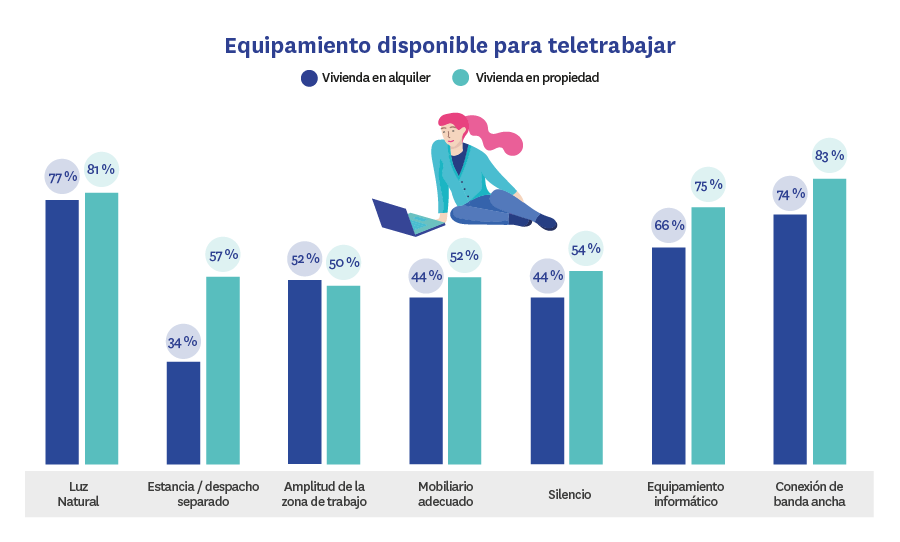 Equipamiento disponible para teletrabajar
Vivienda en alquiler Vivienda en propiedad
77 % 81 %
34 % 57 %
52 % 50 %
44 % 52 %
44 % 54 %
66 % 75 %
74 % 83 %
Luz
Natural
Estancia / despacho
separado
Amplitud de la
zona de trabajo
Mobiliario
adecuado
Silencio
Equipamiento
informático
Conexión de
banda ancha